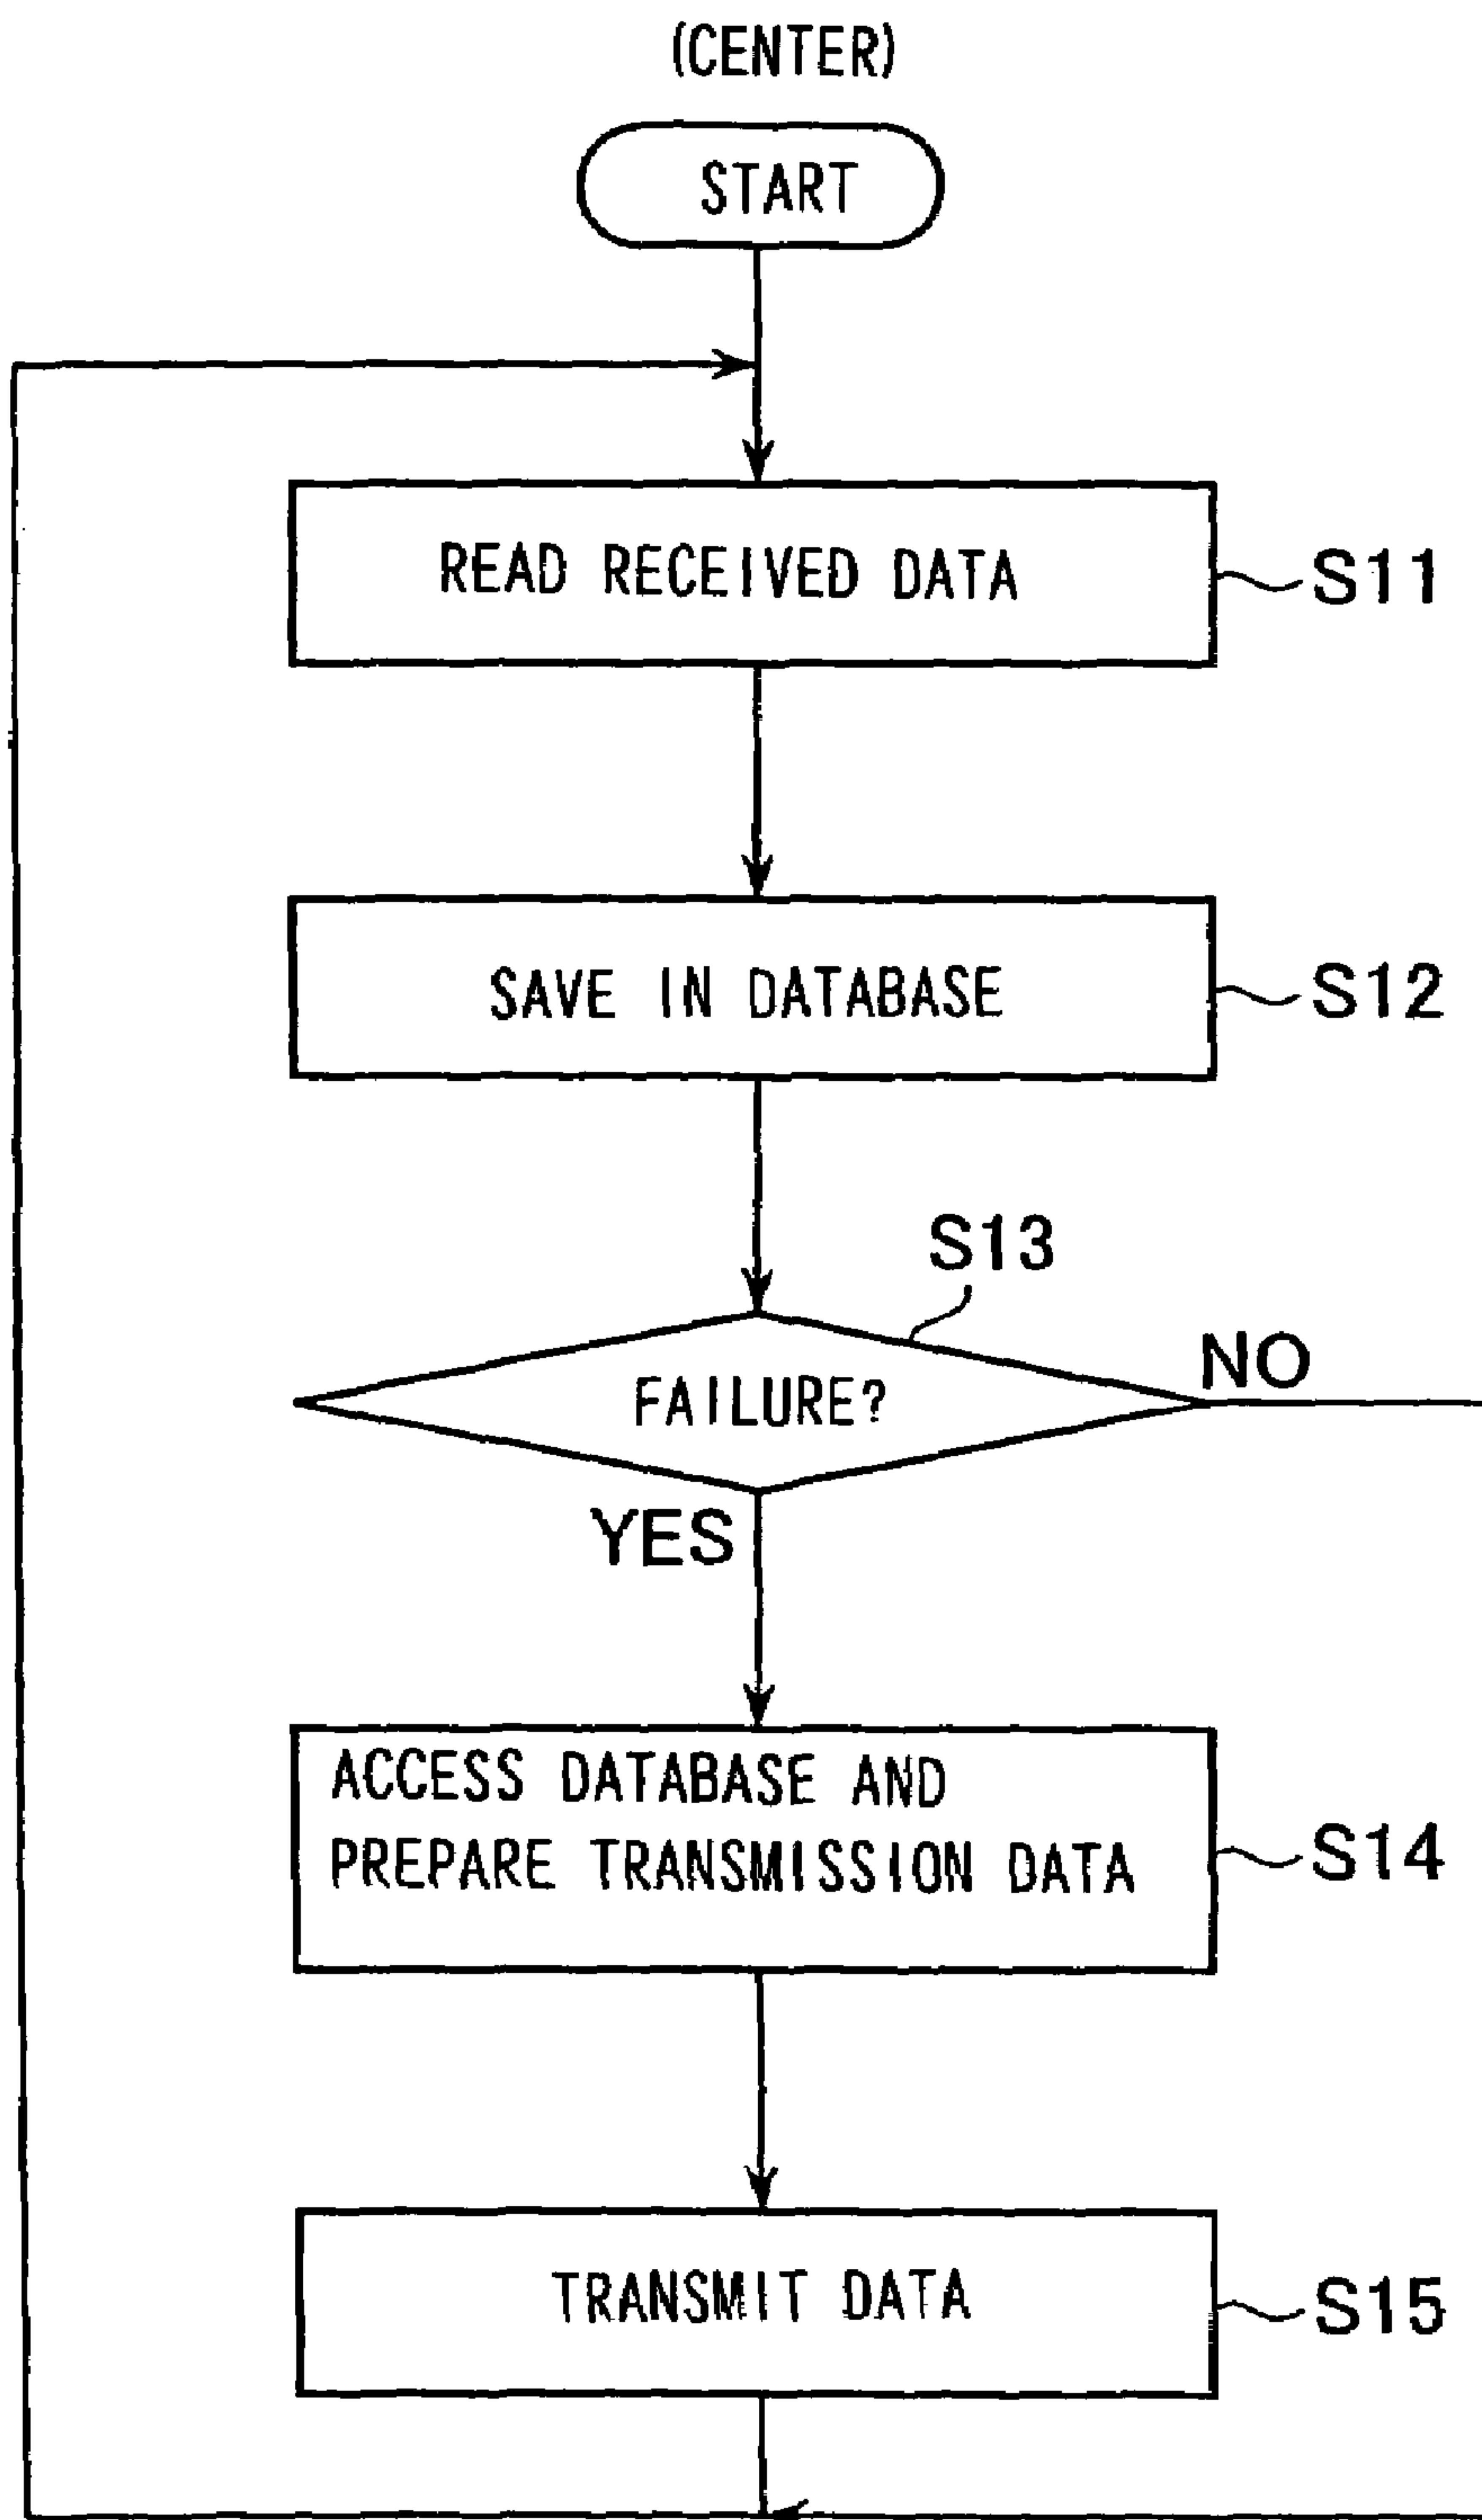 (CENTER)
START
READ RECEIVED DATA
S11
SAVE IN DATABASE
S12
S13
FAILURE?
NO
YES
ACCESS DATABASE AND
PREPARE TRANSMISSION DATA
S14
TRANSMIT DATA
S15